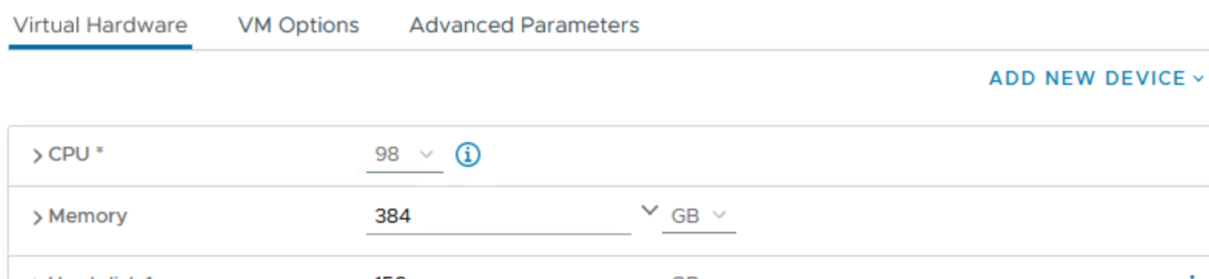 Virtual Hardware VM Options Advanced Parameters
ADD NEW DEVICE
CPU * 98
Memory 384 GB